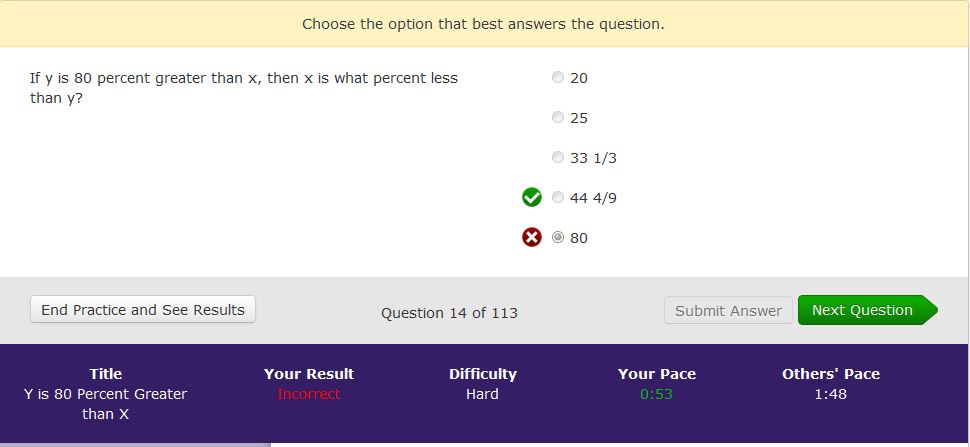 Choose the option that best answers the question.
If y is 80 percent greater than x, then x is what percent less
than y?
20
25
33 1/3
44 4/9
80
End Practice and See Results
Question 14 of 113
Submit Answer
Next Question
Title
Your Result
Difficulty
Your Pace
Others' Pace
Y is 80 Percent Greater
than X
Incorrect
Hard
0:53
1:48